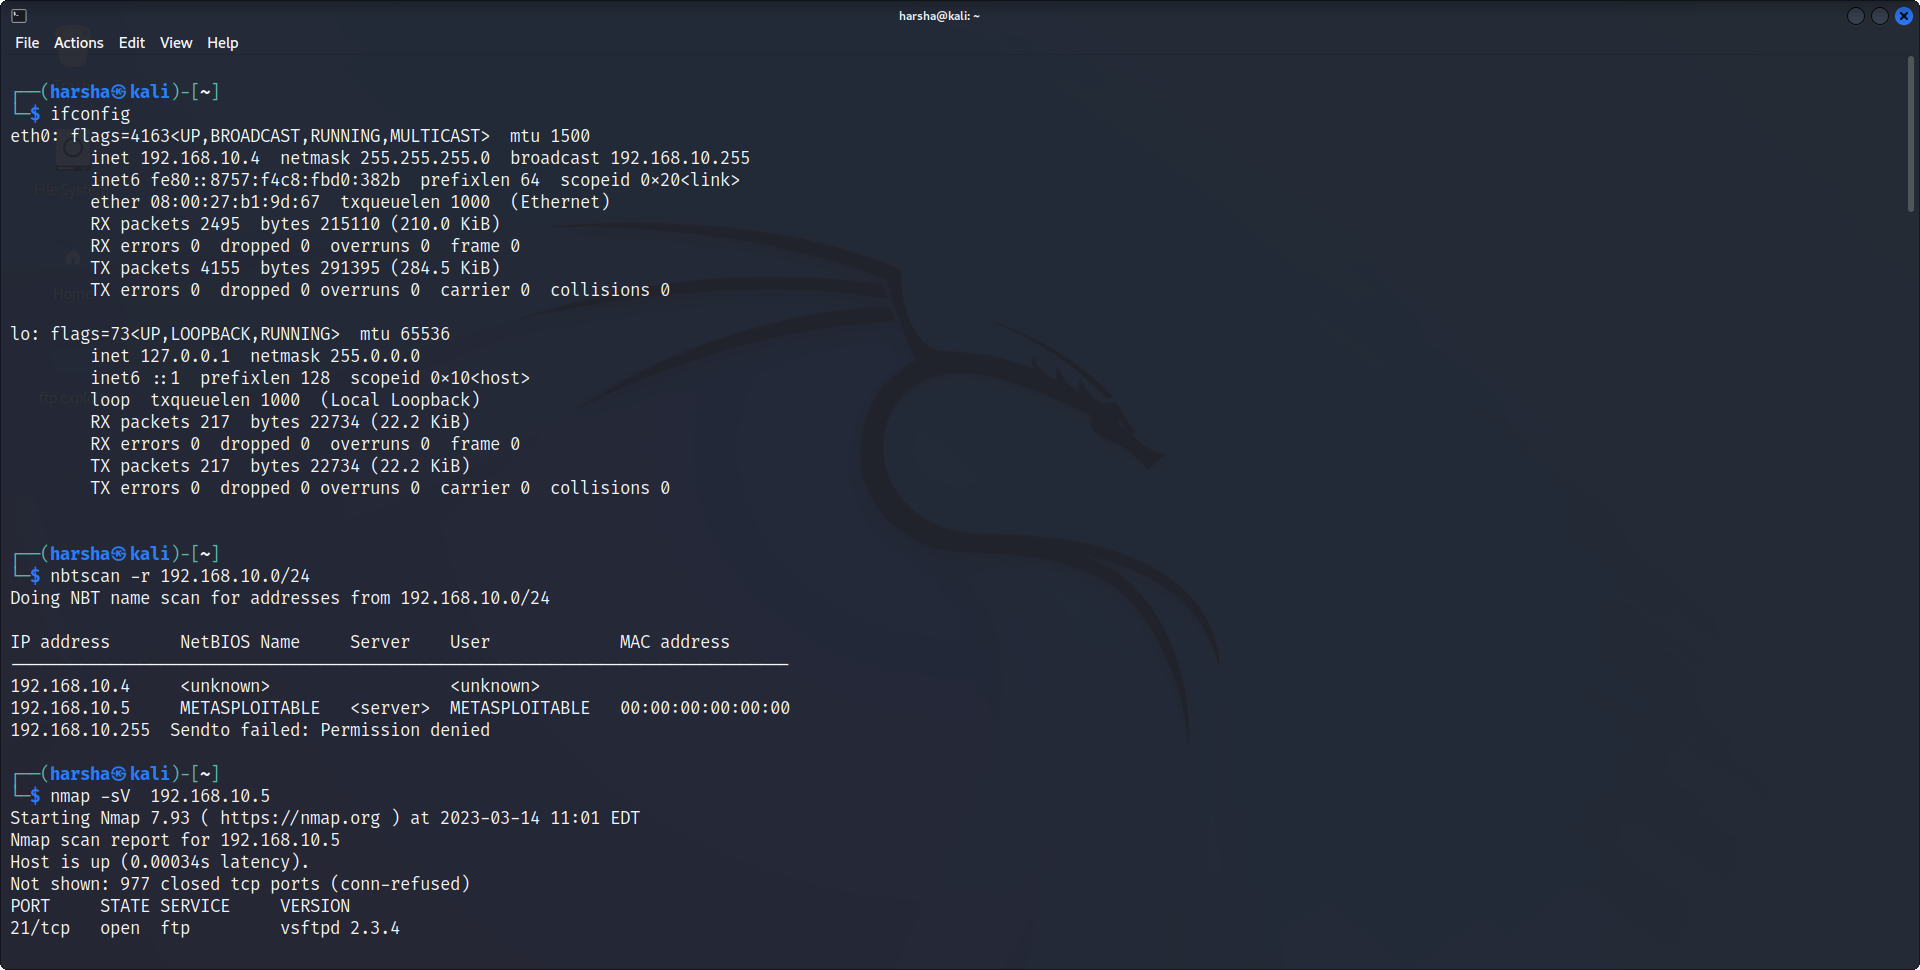 harsha@kali: ~
File Actions Edit View Help
┌──(harsha㉿kali)-[~]
└─$ ifconfig
eth0: flags=4163<UP,BROADCAST,RUNNING,MULTICAST>  mtu 1500
        inet 192.168.10.4  netmask 255.255.255.0  broadcast 192.168.10.255
        inet6 fe80::8757:f4c8:fbd0:382b  prefixlen 64  scopeid 0×20<link>
        ether 08:00:27:b1:9d:67  txqueuelen 1000  (Ethernet)
        RX packets 2495  bytes 215110 (210.0 KiB)
        RX errors 0  dropped 0  overruns 0  frame 0
        TX packets 4155  bytes 291395 (284.5 KiB)
        TX errors 0  dropped 0 overruns 0  carrier 0  collisions 0
lo: flags=73<UP,LOOPBACK,RUNNING>  mtu 65536
        inet 127.0.0.1  netmask 255.0.0.0
        inet6 ::1  prefixlen 128  scopeid 0×10<host>
        loop  txqueuelen 1000  (Local Loopback)
        RX packets 217  bytes 22734 (22.2 KiB)
        RX errors 0  dropped 0  overruns 0  frame 0
        TX packets 217  bytes 22734 (22.2 KiB)
        TX errors 0  dropped 0 overruns 0  carrier 0  collisions 0
┌──(harsha㉿kali)-[~]
└─$ nbtscan -r 192.168.10.0/24
Doing NBT name scan for addresses from 192.168.10.0/24
IP address       NetBIOS Name     Server    User             MAC address
192.168.10.4     <unknown>                  <unknown>
192.168.10.5     METASPLOITABLE   <server>  METASPLOITABLE   00:00:00:00:00:00
192.168.10.255  Sendto failed: Permission denied
┌──(harsha㉿kali)-[~]
└─$ nmap -sV  192.168.10.5
Starting Nmap 7.93 ( https://nmap.org ) at 2023-03-14 11:01 EDT
Nmap scan report for 192.168.10.5
Host is up (0.00034s latency).
Not shown: 977 closed tcp ports (conn-refused)
PORT     STATE SERVICE     VERSION
21/tcp   open  ftp         vsftpd 2.3.4